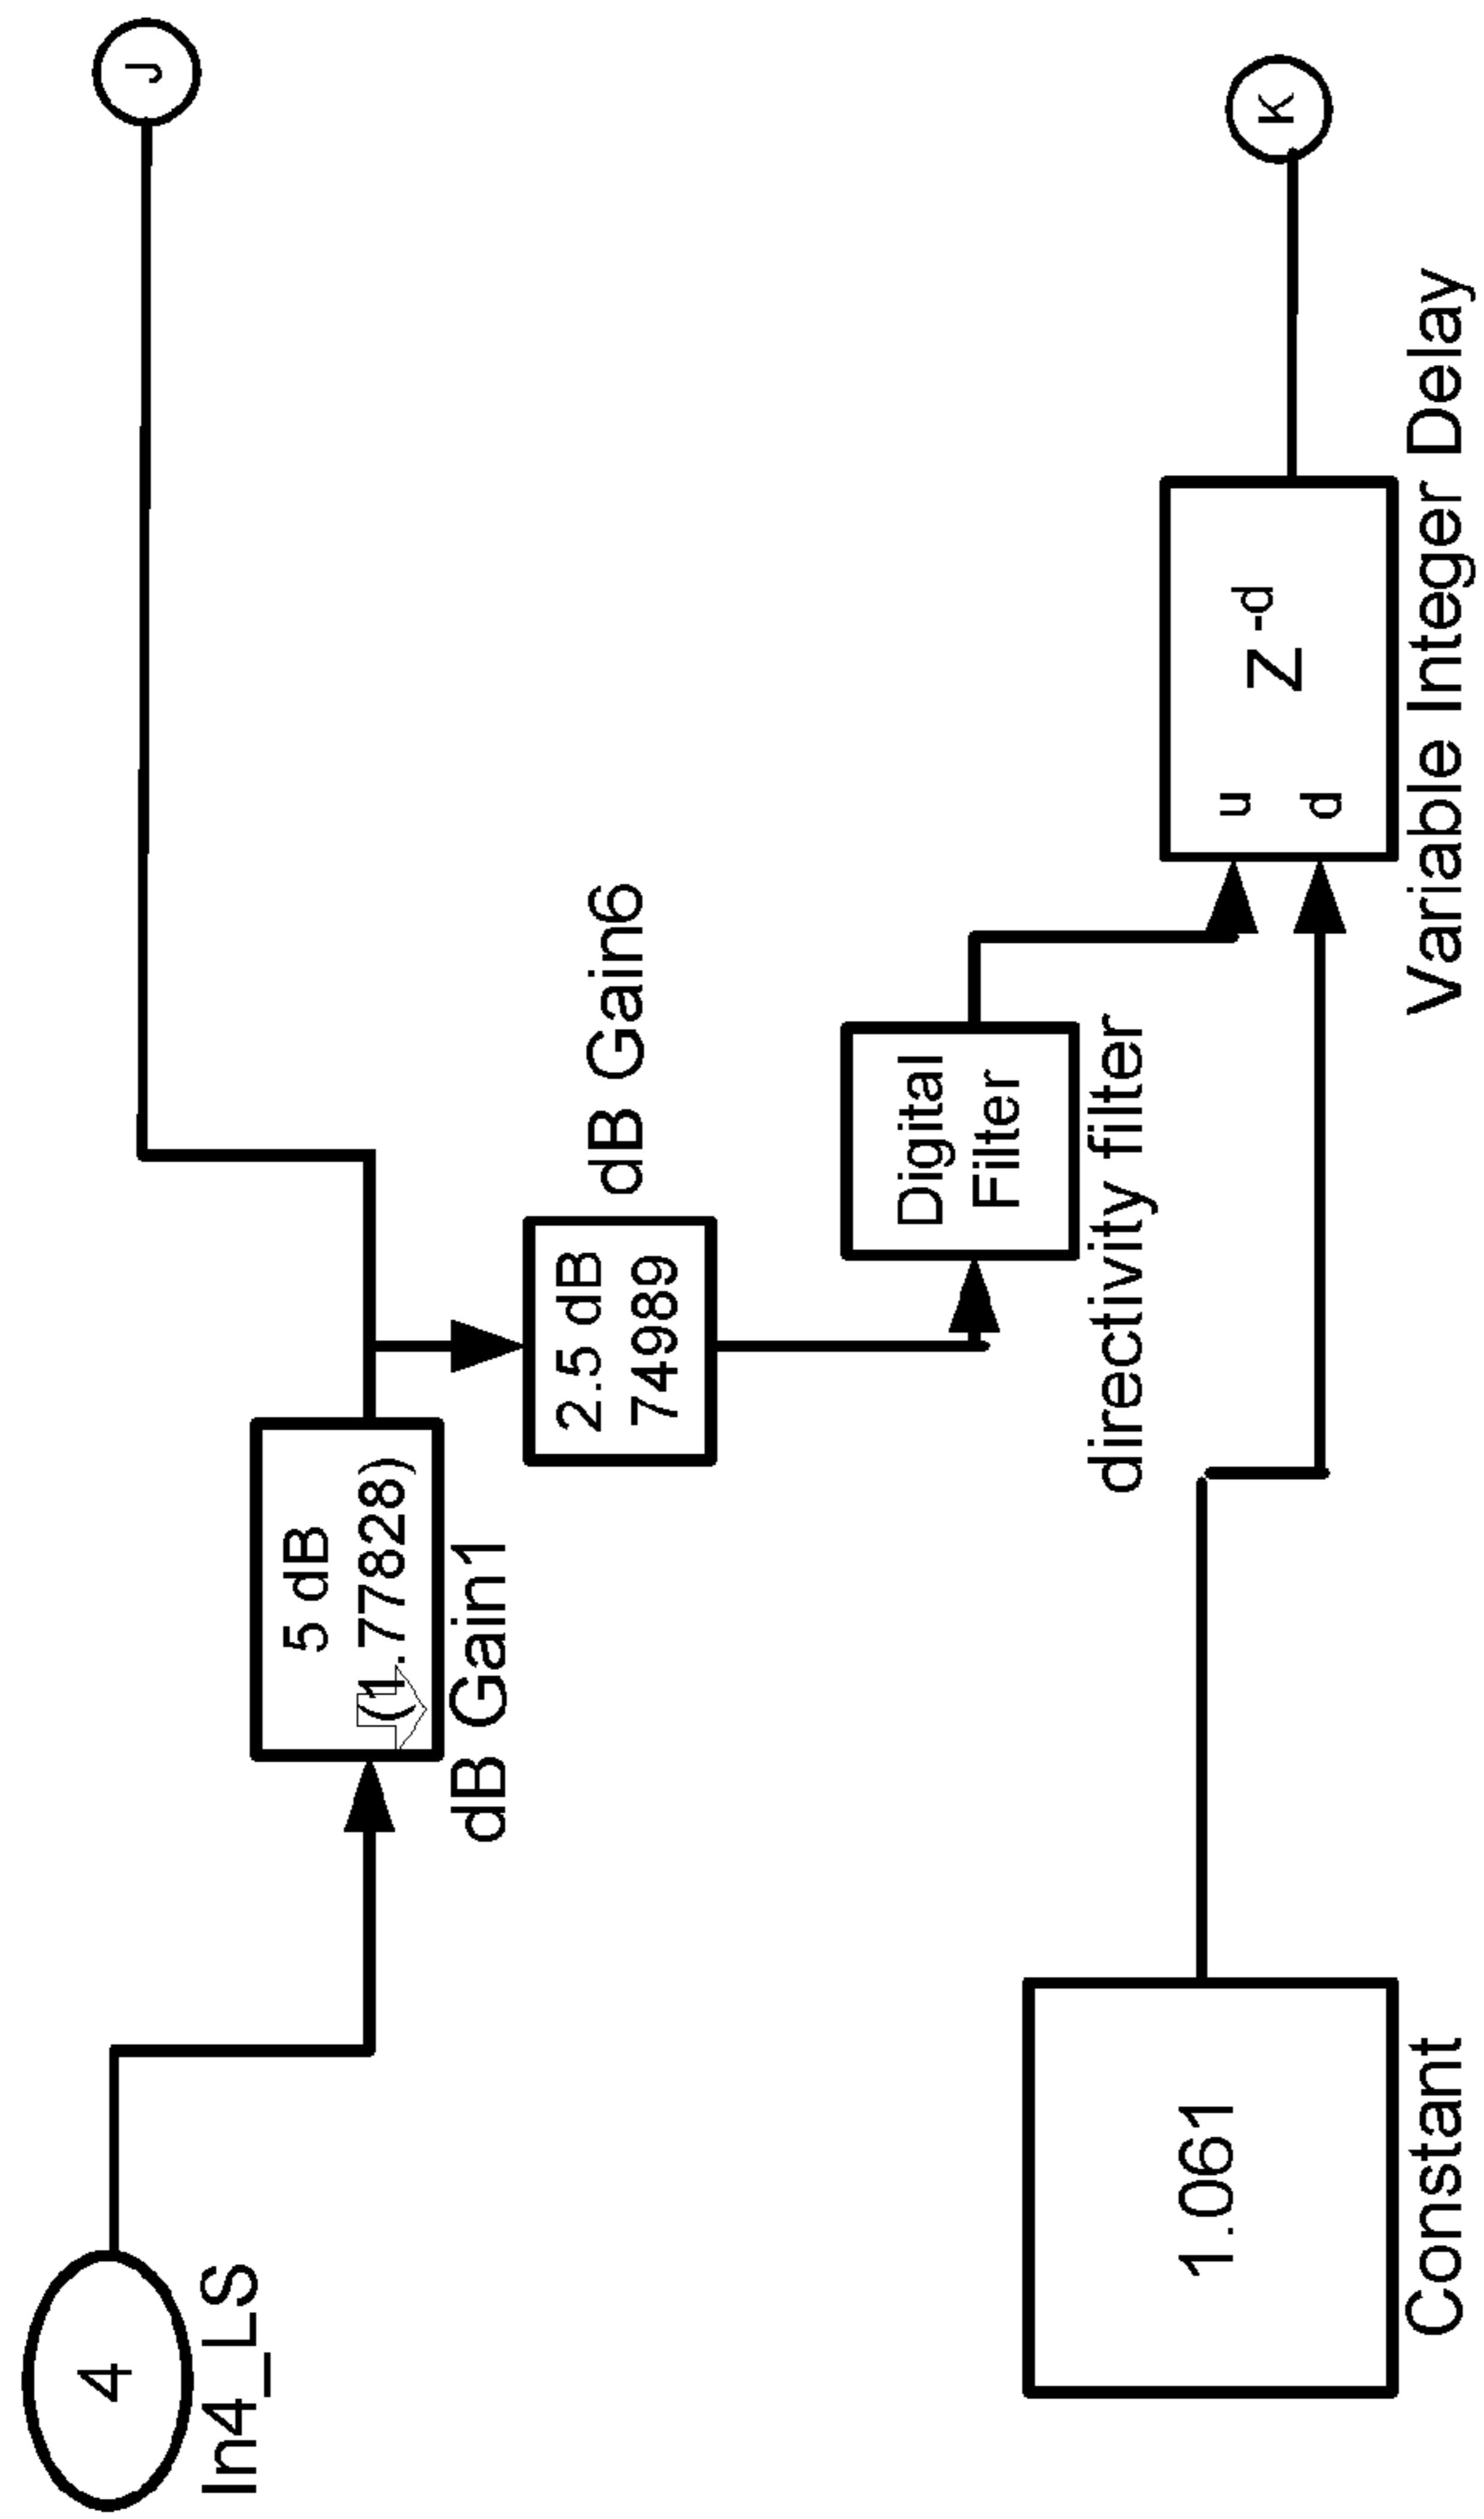 4
In4_LS
5 dB
(1.77828)
dB Gain1
J
2.5 dB
74989
dB Gain6
Digital
Filter
directivity filter
1.061
Constant
u
d
Z-d
Variable Integer Delay
K